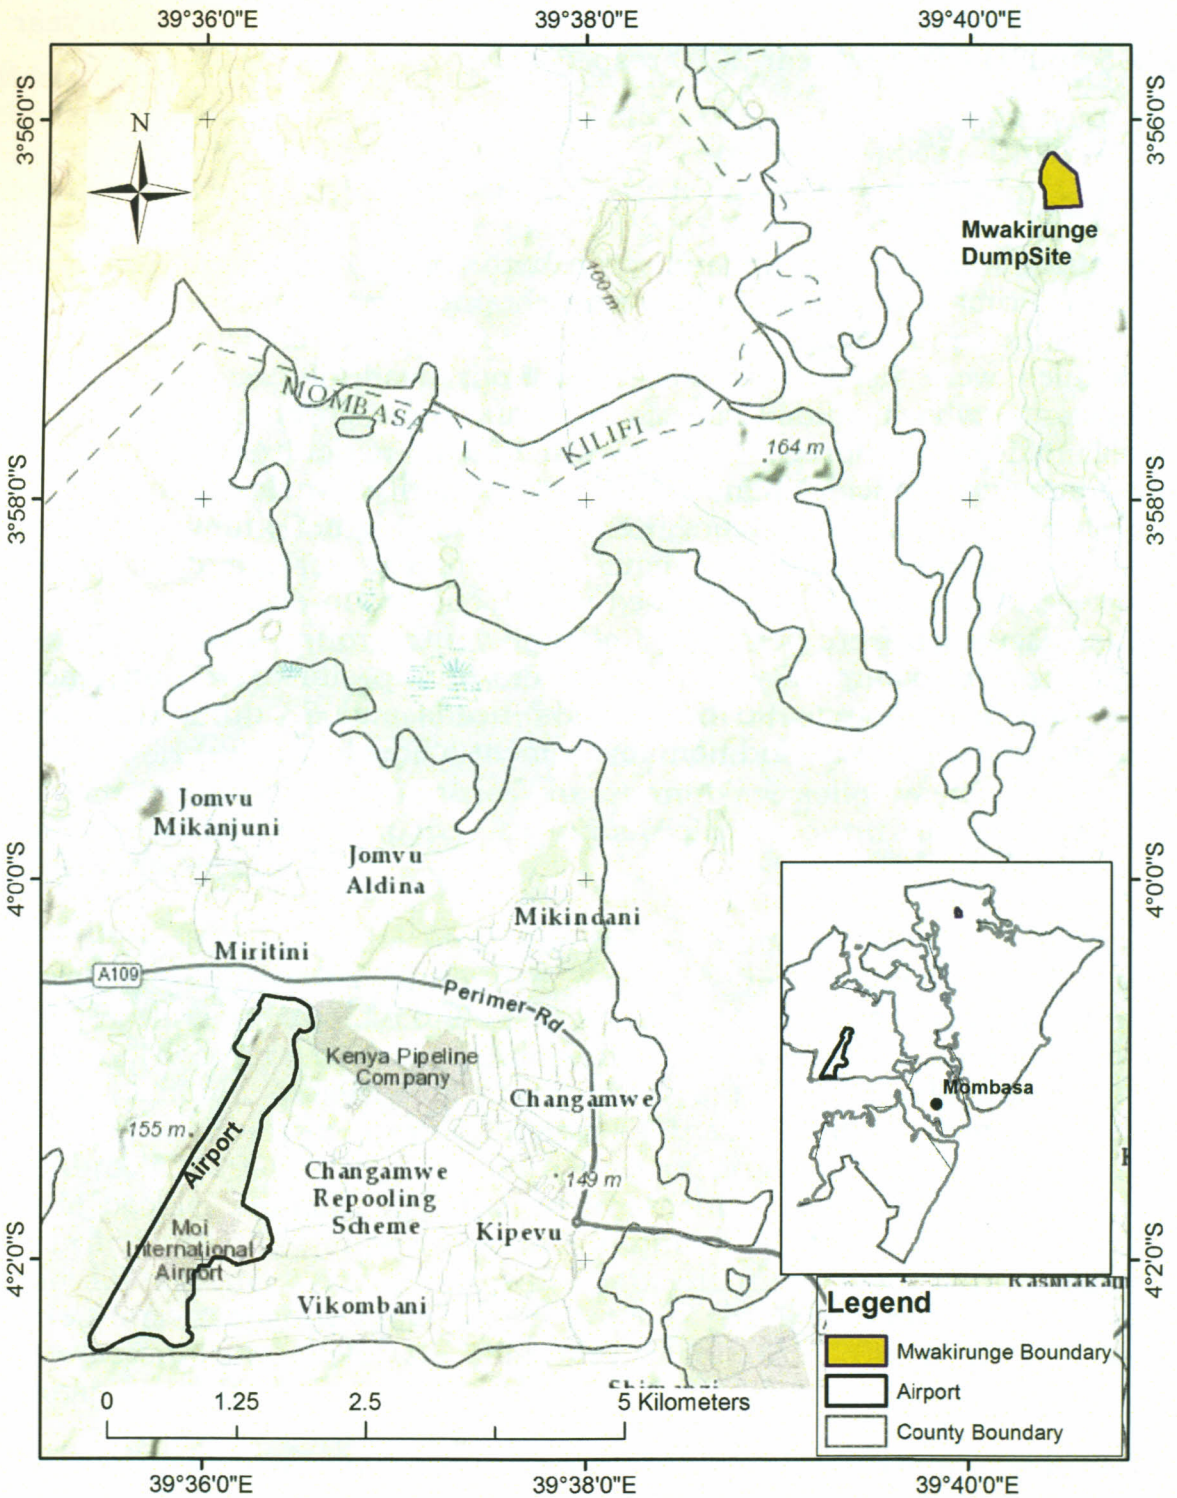 39°36'0"E 39°38'0"E 39°40'0"E
3°56'0"S
3°56'0"S
N
Mwakirunge
DumpSite
400 m
MOMBASA
KILIFI
164 m
3°58'0"S
3°58'0"S
Jomvu
Mikanjuni
Jomvu
Aldina
4°0'0"S
4°0'0"S
Mikindani
Miritini
A109
Perimer-Rd
Kenya Pipeline
Company
Changamwe
Mombasa
155 m
Airport
149 m
Changamwe
Repooling
Scheme
Kipevu
Moi
International
Airport
4°2'0"S
4°2'0"S
Vikombani
Legend
Mwakirunge Boundary
Airport
County Boundary
0 1.25 2.5 5 Kilometers
39°36'0"E 39°38'0"E 39°40'0"E